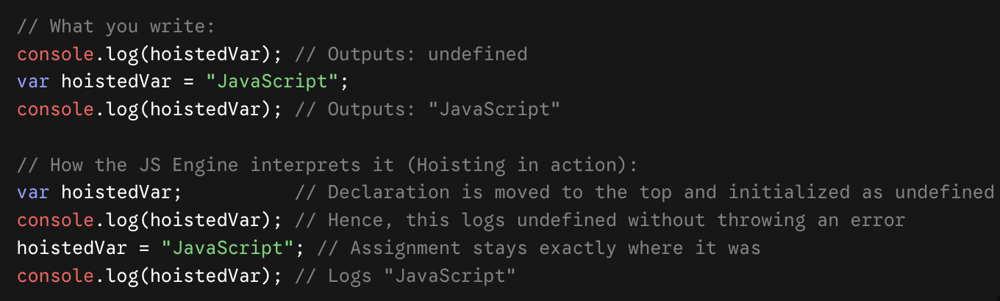 // What you write:
console.log(hoistedVar); // Outputs: undefined
var hoistedVar = "JavaScript";
console.log(hoistedVar); // Outputs: "JavaScript"

// How the JS Engine interprets it (Hoisting in action):
var hoistedVar;          // Declaration is moved to the top and initialized as undefined
console.log(hoistedVar); // Hence, this logs undefined without throwing an error
hoistedVar = "JavaScript"; // Assignment stays exactly where it was
console.log(hoistedVar); // Logs "JavaScript"